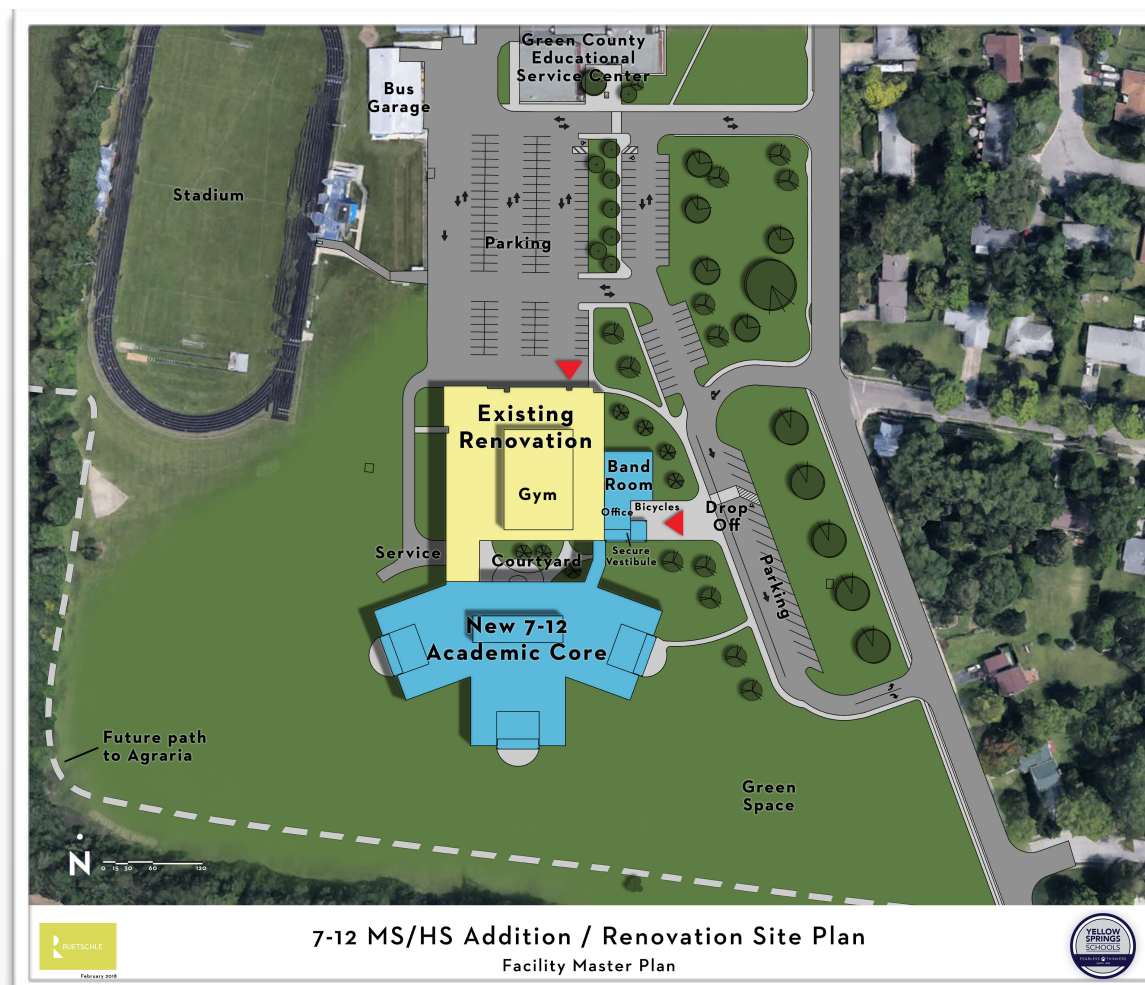 Green County
Educational
Service Center
Bus
Garage
Stadium
Parking
Existing
Renovation
Gym
Band
Room
Office
Bicycles
Drop
Off
Secure
Vestibule
Service
Courtyard
Parking
New 7-12
Academic Core
Future path
to Agraria
Green
Space
N
0 15 30 60 120
7-12 MS/HS Addition / Renovation Site Plan
Facility Master Plan
RUETSCHLE
February 2018
YELLOW
SPRINGS
SCHOOLS
FEARLESS THINKERS